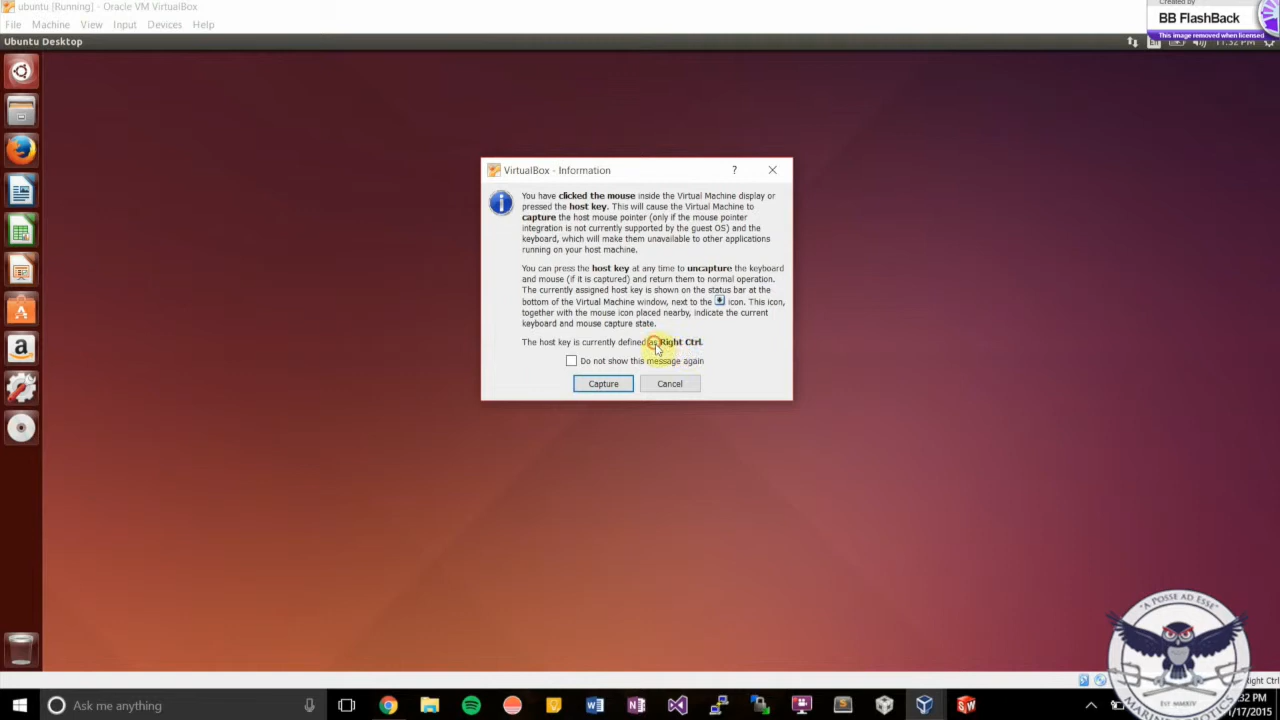 ubuntu [Running] - Oracle VM VirtualBox
Created by
BB FlashBack
This image removed when licensed
File Machine View Input Devices Help
Ubuntu Desktop
11:32 PM
VirtualBox - Information
?
You have clicked the mouse inside the Virtual Machine display or
pressed the host key. This will cause the Virtual Machine to
capture the host mouse pointer (only if the mouse pointer
integration is not currently supported by the guest OS) and the
keyboard, which will make them unavailable to other applications
running on your host machine.
You can press the host key at any time to uncapture the keyboard
and mouse (if it is captured) and return them to normal operation.
The currently assigned host key is shown on the status bar at the
bottom of the Virtual Machine window, next to the icon. This icon,
together with the mouse icon placed nearby, indicate the current
keyboard and mouse capture state.
The host key is currently defined as Right Ctrl.
Do not show this message again
Capture Cancel
"A POSSE AD ESSE"
Right Ctrl
Ask me anything
:32 PM
/17/2015